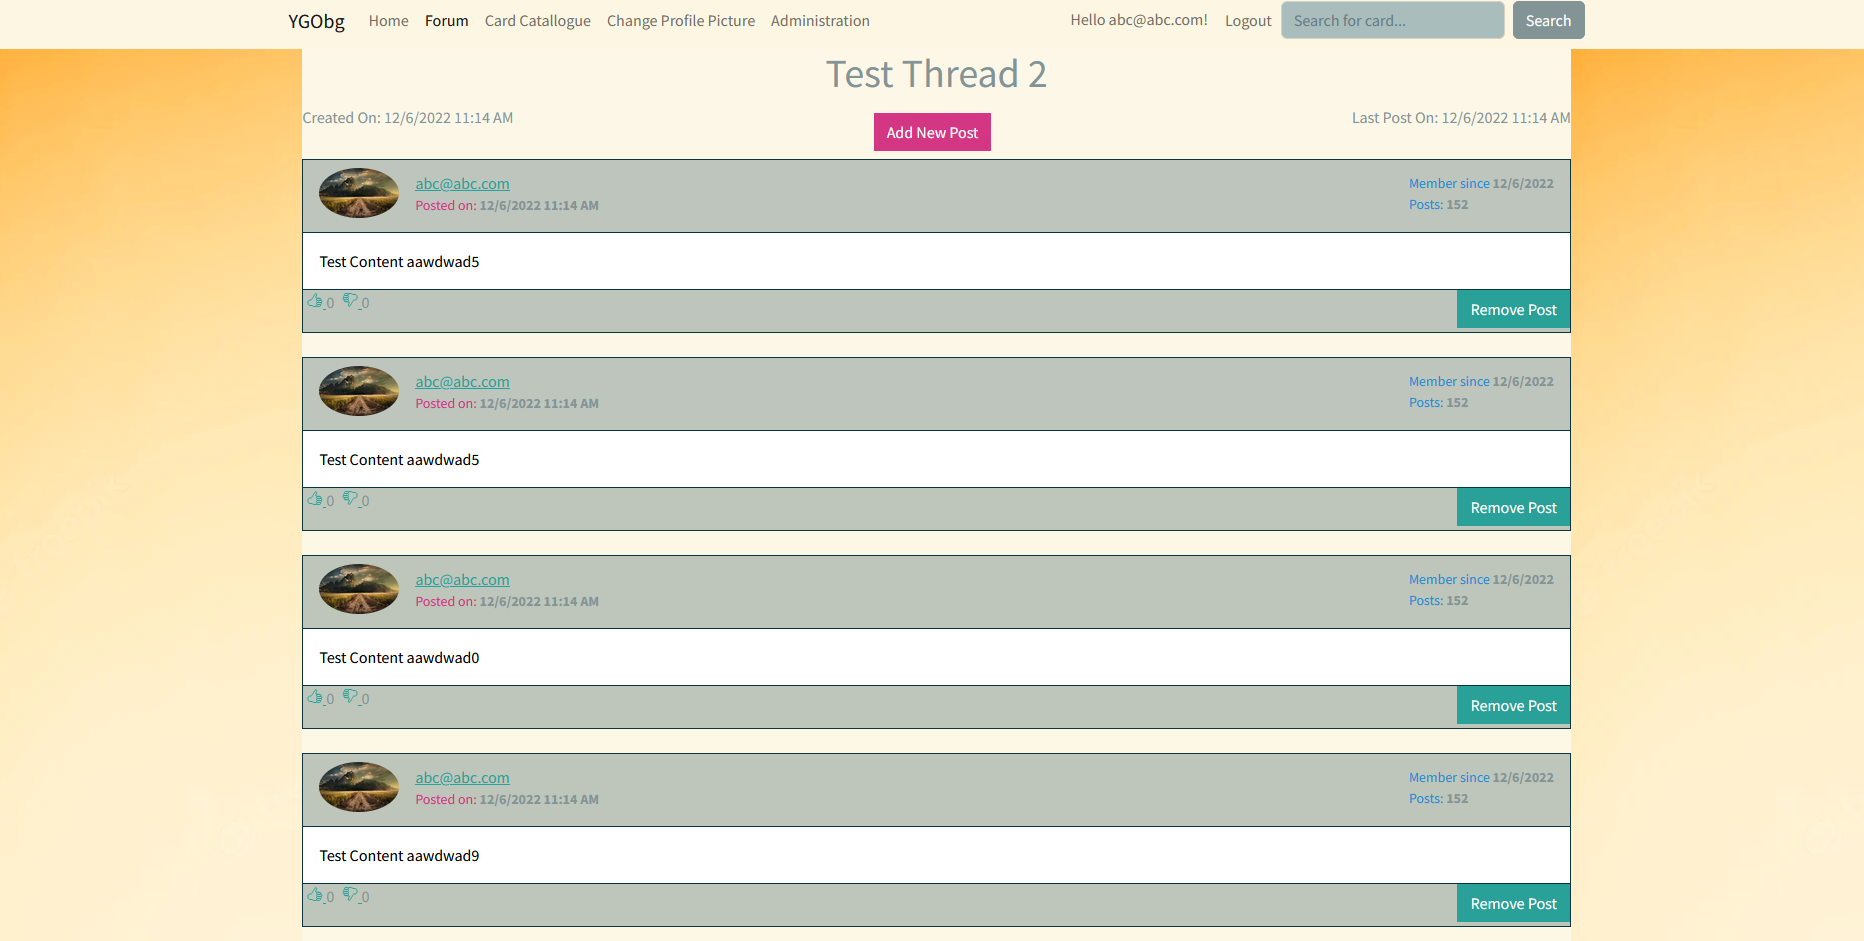 YGObg Home Forum Card Catallogue Change Profile Picture Administration Hello abc@abc.com! Logout Search for card... Search
Test Thread 2
Created On: 12/6/2022 11:14 AM
Add New Post
Last Post On: 12/6/2022 11:14 AM
abc@abc.com
Posted on: 12/6/2022 11:14 AM
Member since 12/6/2022
Posts: 152
Test Content aawdwad5
0 0
Remove Post
abc@abc.com
Posted on: 12/6/2022 11:14 AM
Member since 12/6/2022
Posts: 152
Test Content aawdwad5
0 0
Remove Post
abc@abc.com
Posted on: 12/6/2022 11:14 AM
Member since 12/6/2022
Posts: 152
Test Content aawdwad0
0 0
Remove Post
abc@abc.com
Posted on: 12/6/2022 11:14 AM
Member since 12/6/2022
Posts: 152
Test Content aawdwad9
0 0
Remove Post